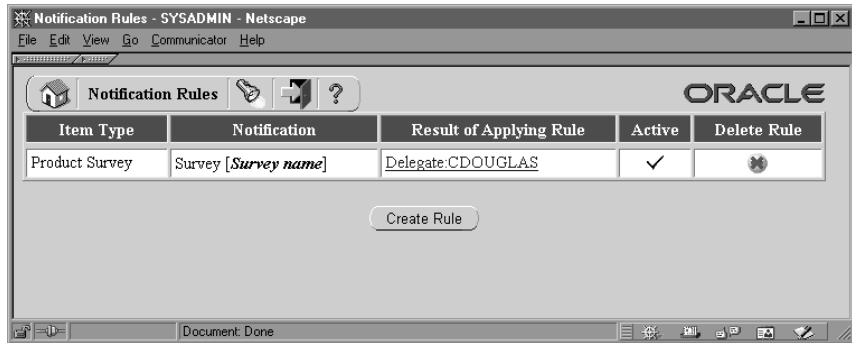 Notification Rules - SYSADMIN - Netscape
File Edit View Go Communicator Help
Notification Rules ?
ORACLE
Item Type Notification Result of Applying Rule Active Delete Rule
Product Survey Survey [Survey name] Delegate:CDOUGLAS
Create Rule
Document: Done